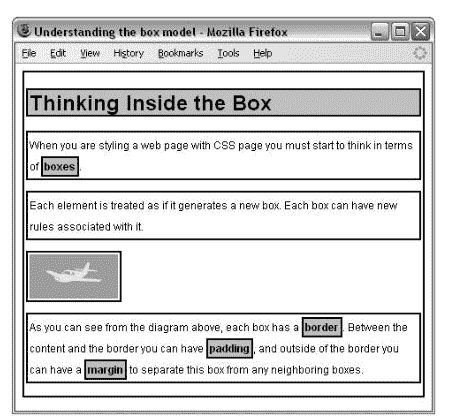 Understanding the box model - Mozilla Firefox
File Edit View History Bookmarks Tools Help
Thinking Inside the Box
When you are styling a web page with CSS page you must start to think in terms
of boxes.
Each element is treated as if it generates a new box. Each box can have new
rules associated with it.
As you can see from the diagram above, each box has a border. Between the
content and the border you can have padding, and outside of the border you
can have a margin to separate this box from any neighboring boxes.